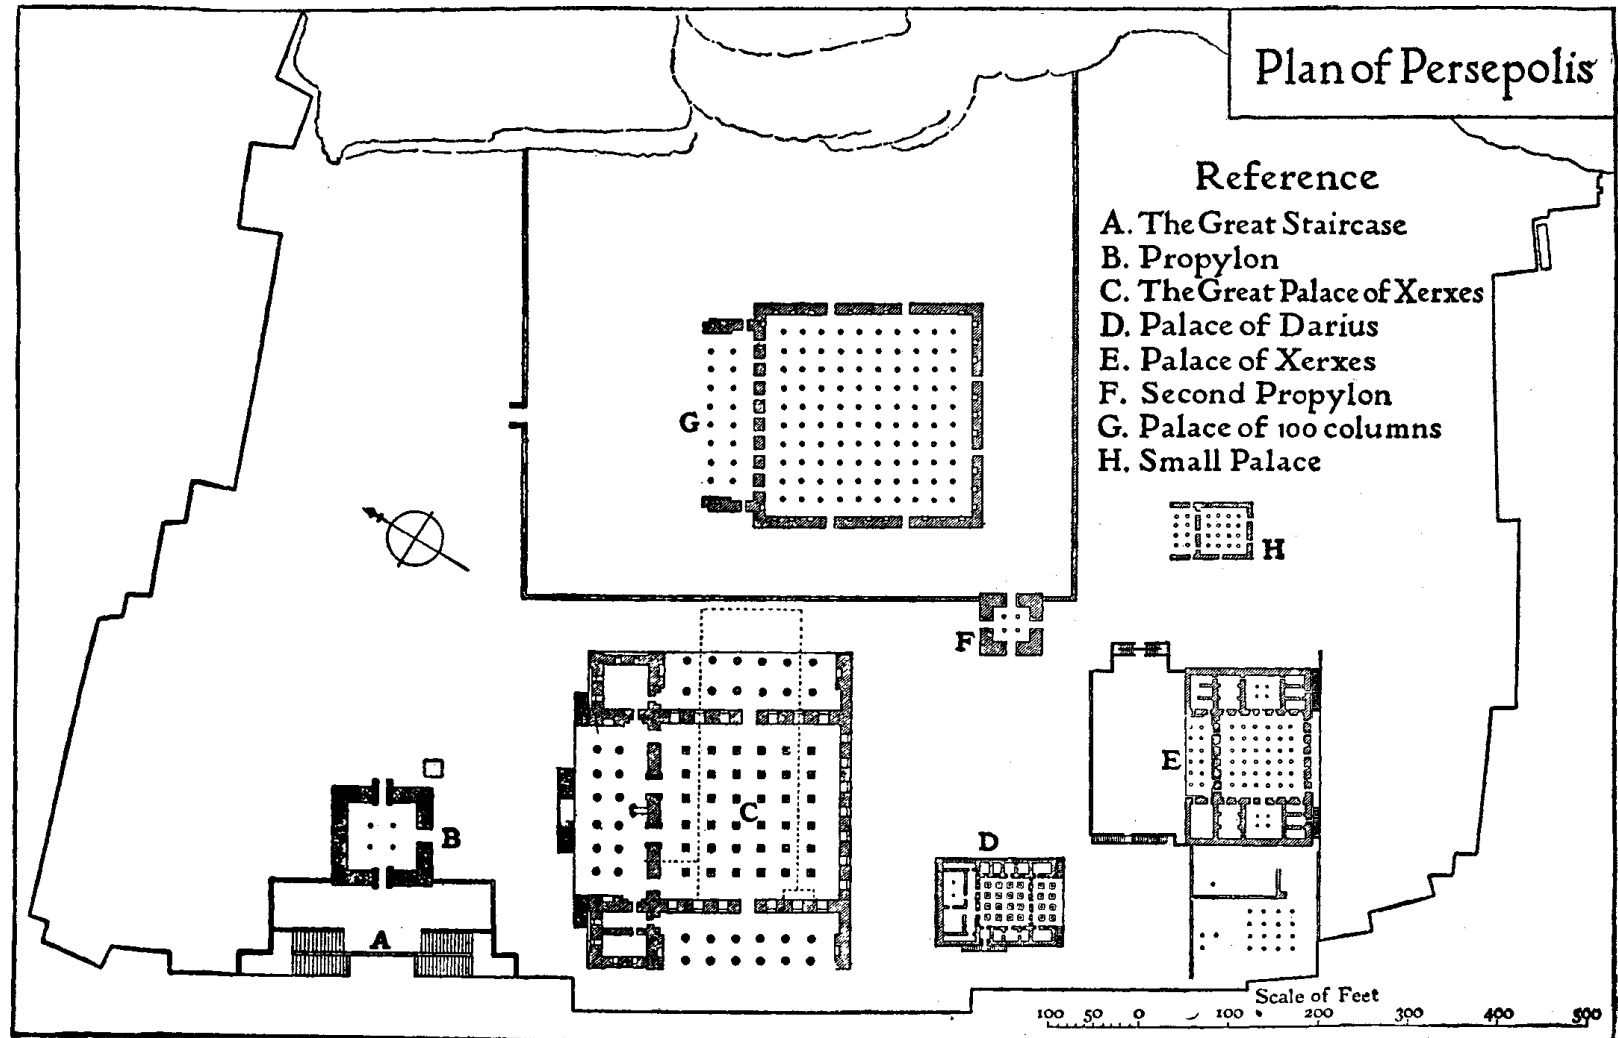 Plan of Persepolis
Reference
A. The Great Staircase
B. Propylon
C. The Great Palace of Xerxes
D. Palace of Darius
E. Palace of Xerxes
F. Second Propylon
G. Palace of 100 columns
H. Small Palace
G
H
F
E
B
C
D
A
Scale of Feet
100 50 0 100 200 300 400 500